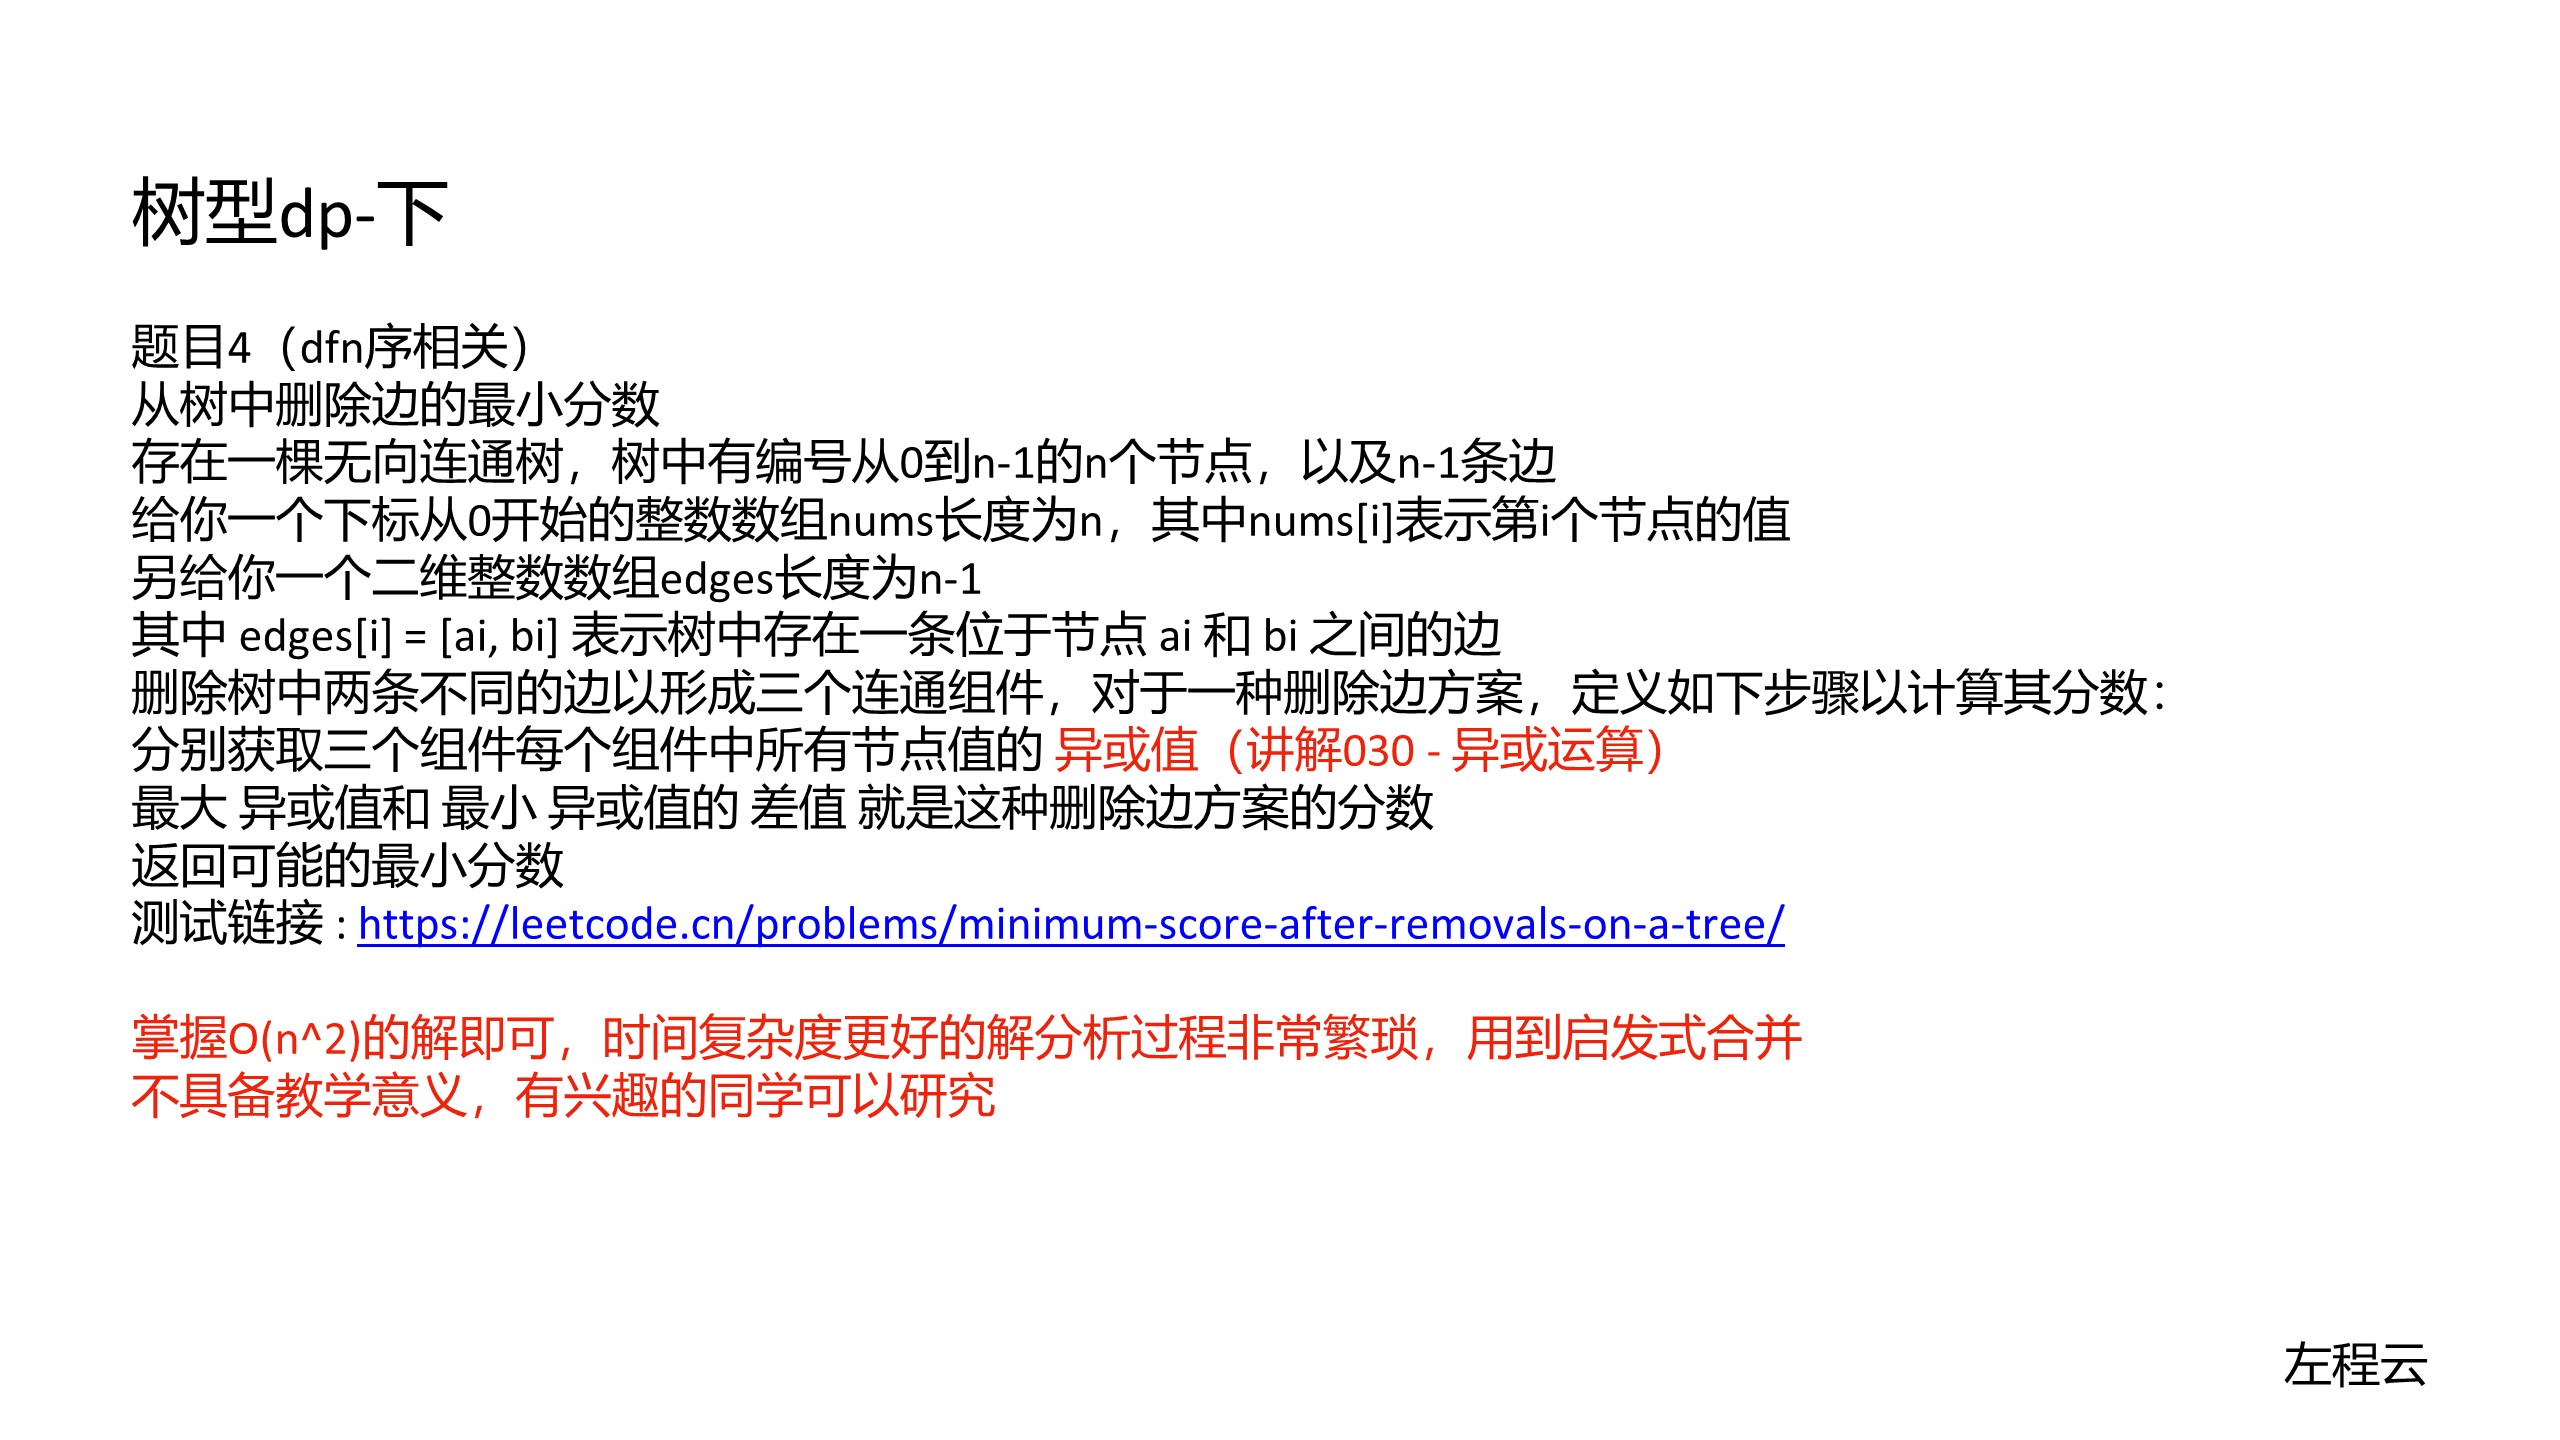 树型dp-下
题目4（dfn序相关）
从树中删除边的最小分数
存在一棵无向连通树，树中有编号从0到n-1的n个节点，以及n-1条边
给你一个下标从0开始的整数数组nums长度为n，其中nums[i]表示第i个节点的值
另给你一个二维整数数组edges长度为n-1
其中 edges[i] = [ai, bi] 表示树中存在一条位于节点 ai 和 bi 之间的边
删除树中两条不同的边以形成三个连通组件，对于一种删除边方案，定义如下步骤以计算其分数：
分别获取三个组件每个组件中所有节点值的 异或值（讲解030 - 异或运算）
最大 异或值和 最小 异或值的 差值 就是这种删除边方案的分数
返回可能的最小分数
测试链接 : https://leetcode.cn/problems/minimum-score-after-removals-on-a-tree/
掌握O(n^2)的解即可，时间复杂度更好的解分析过程非常繁琐，用到启发式合并
不具备教学意义，有兴趣的同学可以研究
左程云